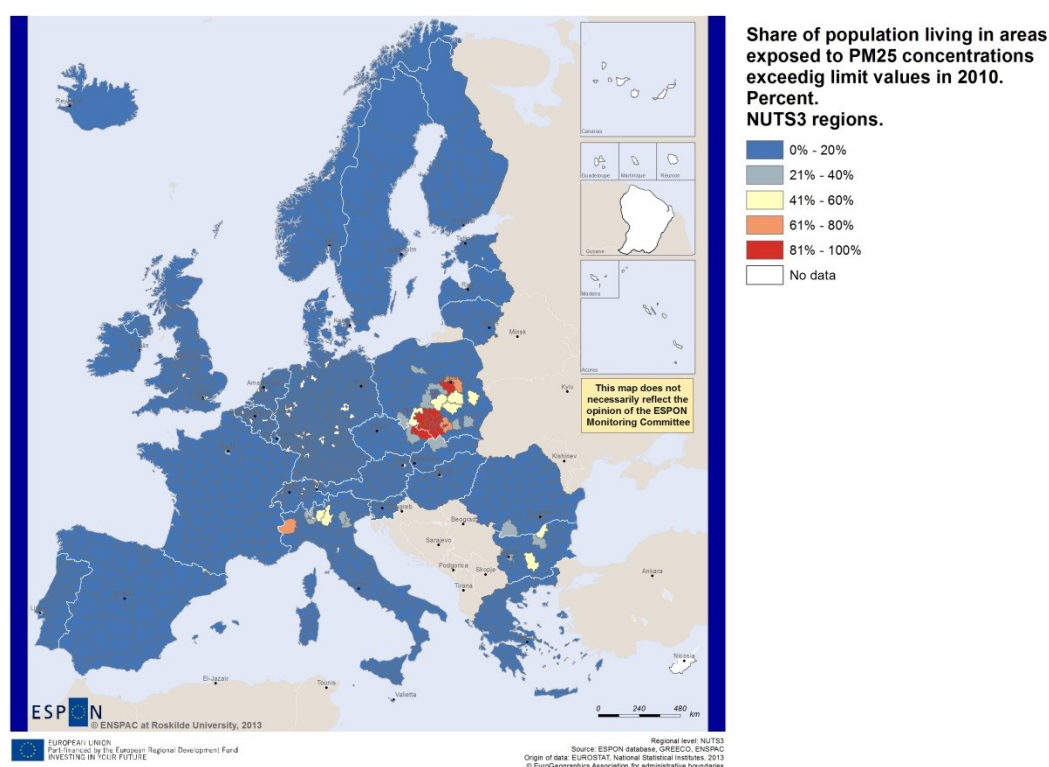 Share of population living in areas
exposed to PM25 concentrations
exceedig limit values in 2010.
Percent.
NUTS3 regions.
0% - 20%
21% - 40%
41% - 60%
61% - 80%
81% - 100%
No data
Canarias
Guadeloupe
Martinique
Réunion
Guyane
Madeira
Acores
This map does not
necessarily reflect the
opinion of the ESPON
Monitoring Committee
Minsk
Kyiv
Kishinev
Beograd
Sarajevo
Podgorica
Skopje
Tirana
Ankara
Nicosia
El-Jazair
Tounis
Valletta
0 240 480 km
ESPON
© ENSPAC at Roskilde University, 2013
EUROPEAN UNION
Part-financed by the European Regional Development Fund
INVESTING IN YOUR FUTURE
Regional level: NUTS3
Source: ESPON database, GREECO, ENSPAC
Origin of data: EUROSTAT, National Statistical Institutes, 2013
© EuroGeographics Association for administrative boundaries